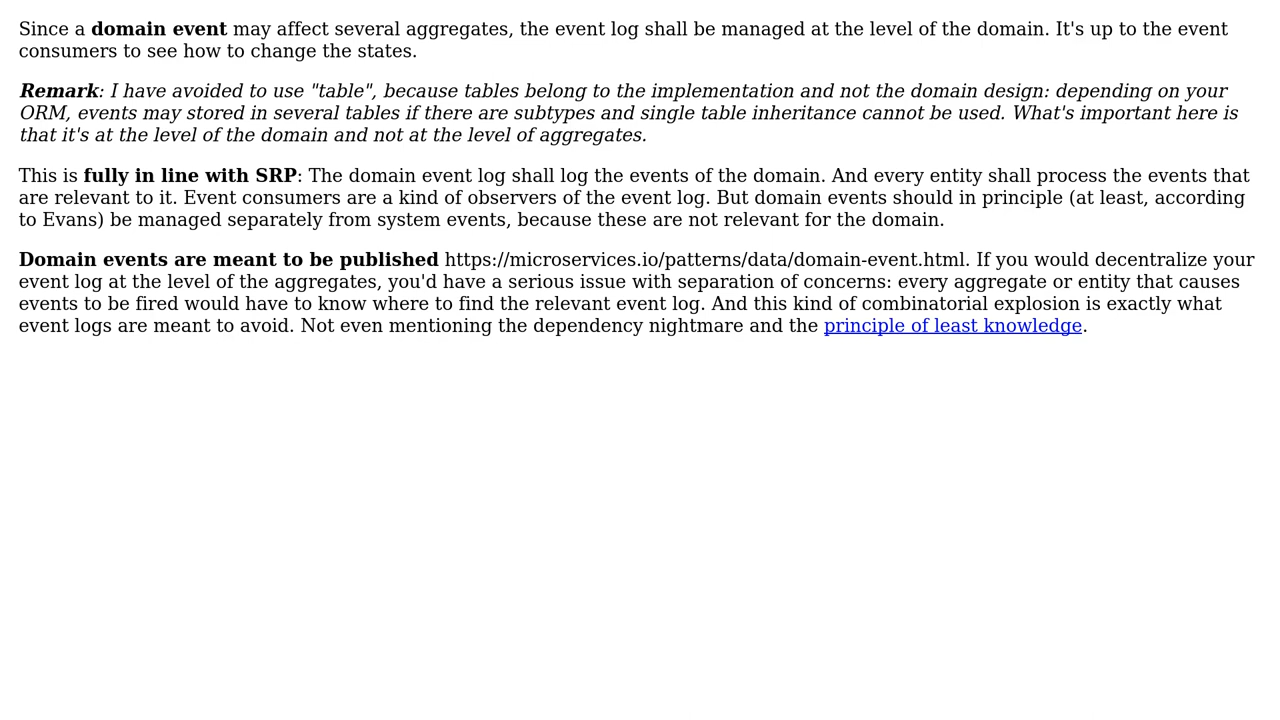 Since a domain event may affect several aggregates, the event log shall be managed at the level of the domain. It's up to the event
consumers to see how to change the states.
Remark: I have avoided to use "table", because tables belong to the implementation and not the domain design: depending on your
ORM, events may stored in several tables if there are subtypes and single table inheritance cannot be used. What's important here is
that it's at the level of the domain and not at the level of aggregates.
This is fully in line with SRP: The domain event log shall log the events of the domain. And every entity shall process the events that
are relevant to it. Event consumers are a kind of observers of the event log. But domain events should in principle (at least, according
to Evans) be managed separately from system events, because these are not relevant for the domain.
Domain events are meant to be published https://microservices.io/patterns/data/domain-event.html. If you would decentralize your
event log at the level of the aggregates, you'd have a serious issue with separation of concerns: every aggregate or entity that causes
events to be fired would have to know where to find the relevant event log. And this kind of combinatorial explosion is exactly what
event logs are meant to avoid. Not even mentioning the dependency nightmare and the principle of least knowledge.